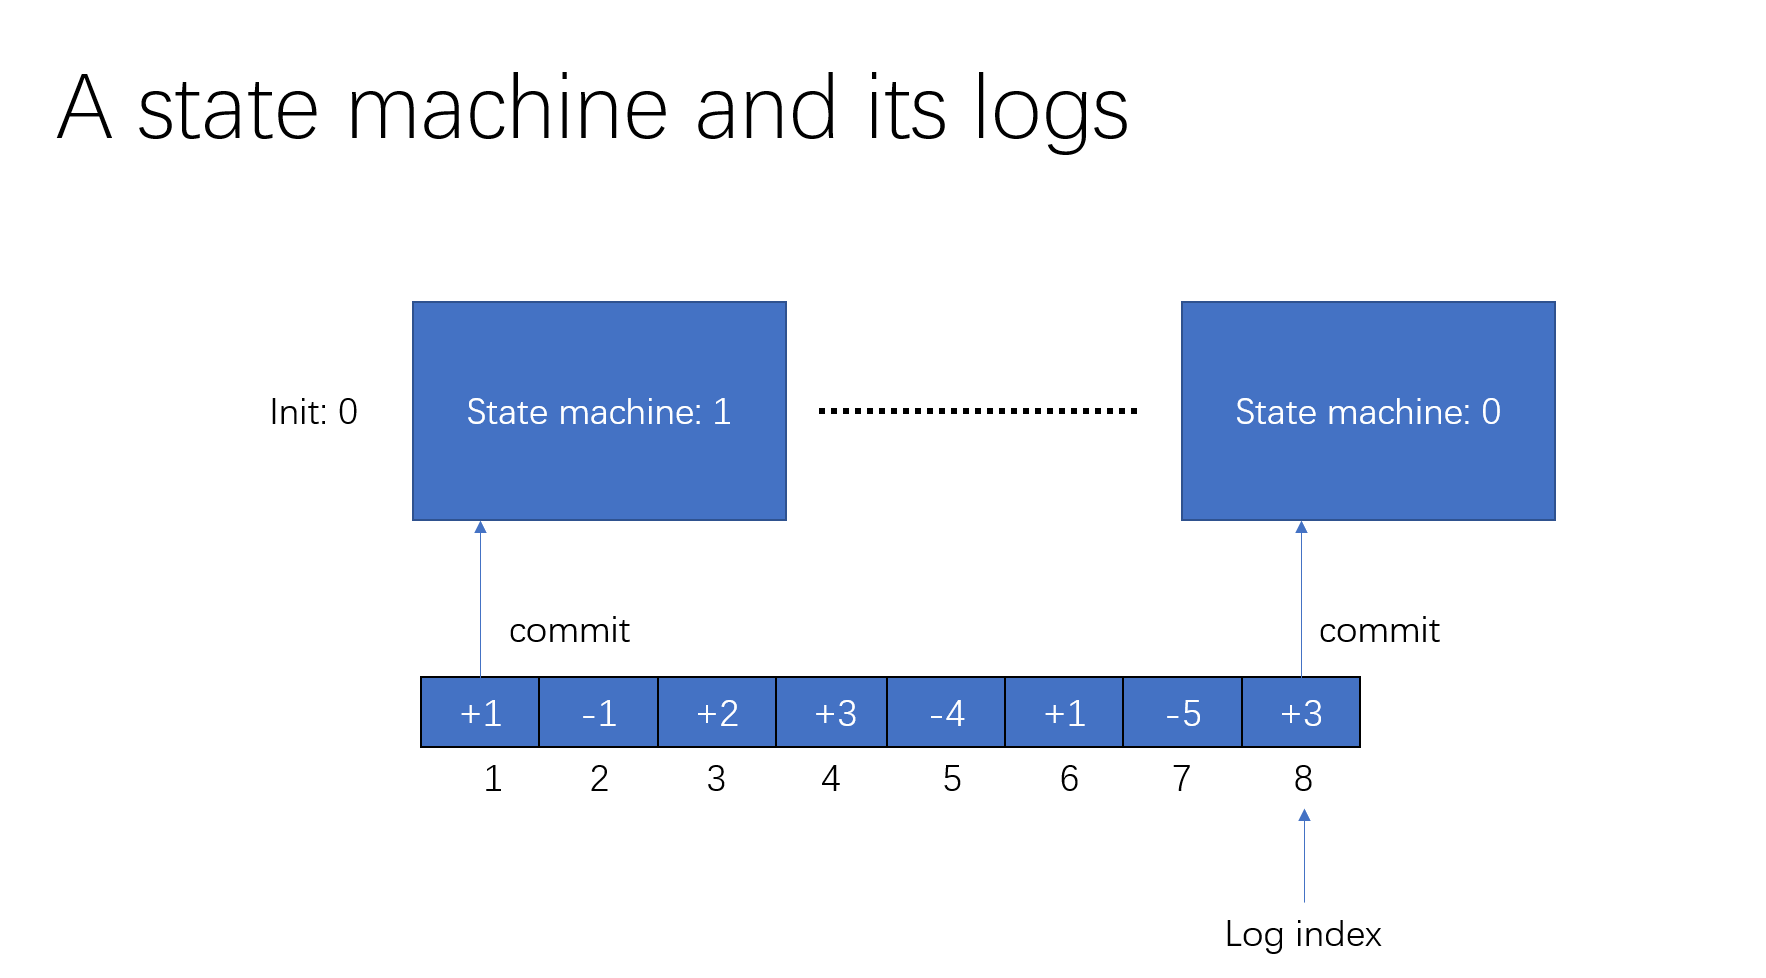 A state machine and its logs
Init: 0
State machine: 1
State machine: 0
commit
commit
+1 -1 +2 +3 -4 +1 -5 +3
1 2 3 4 5 6 7 8
Log index